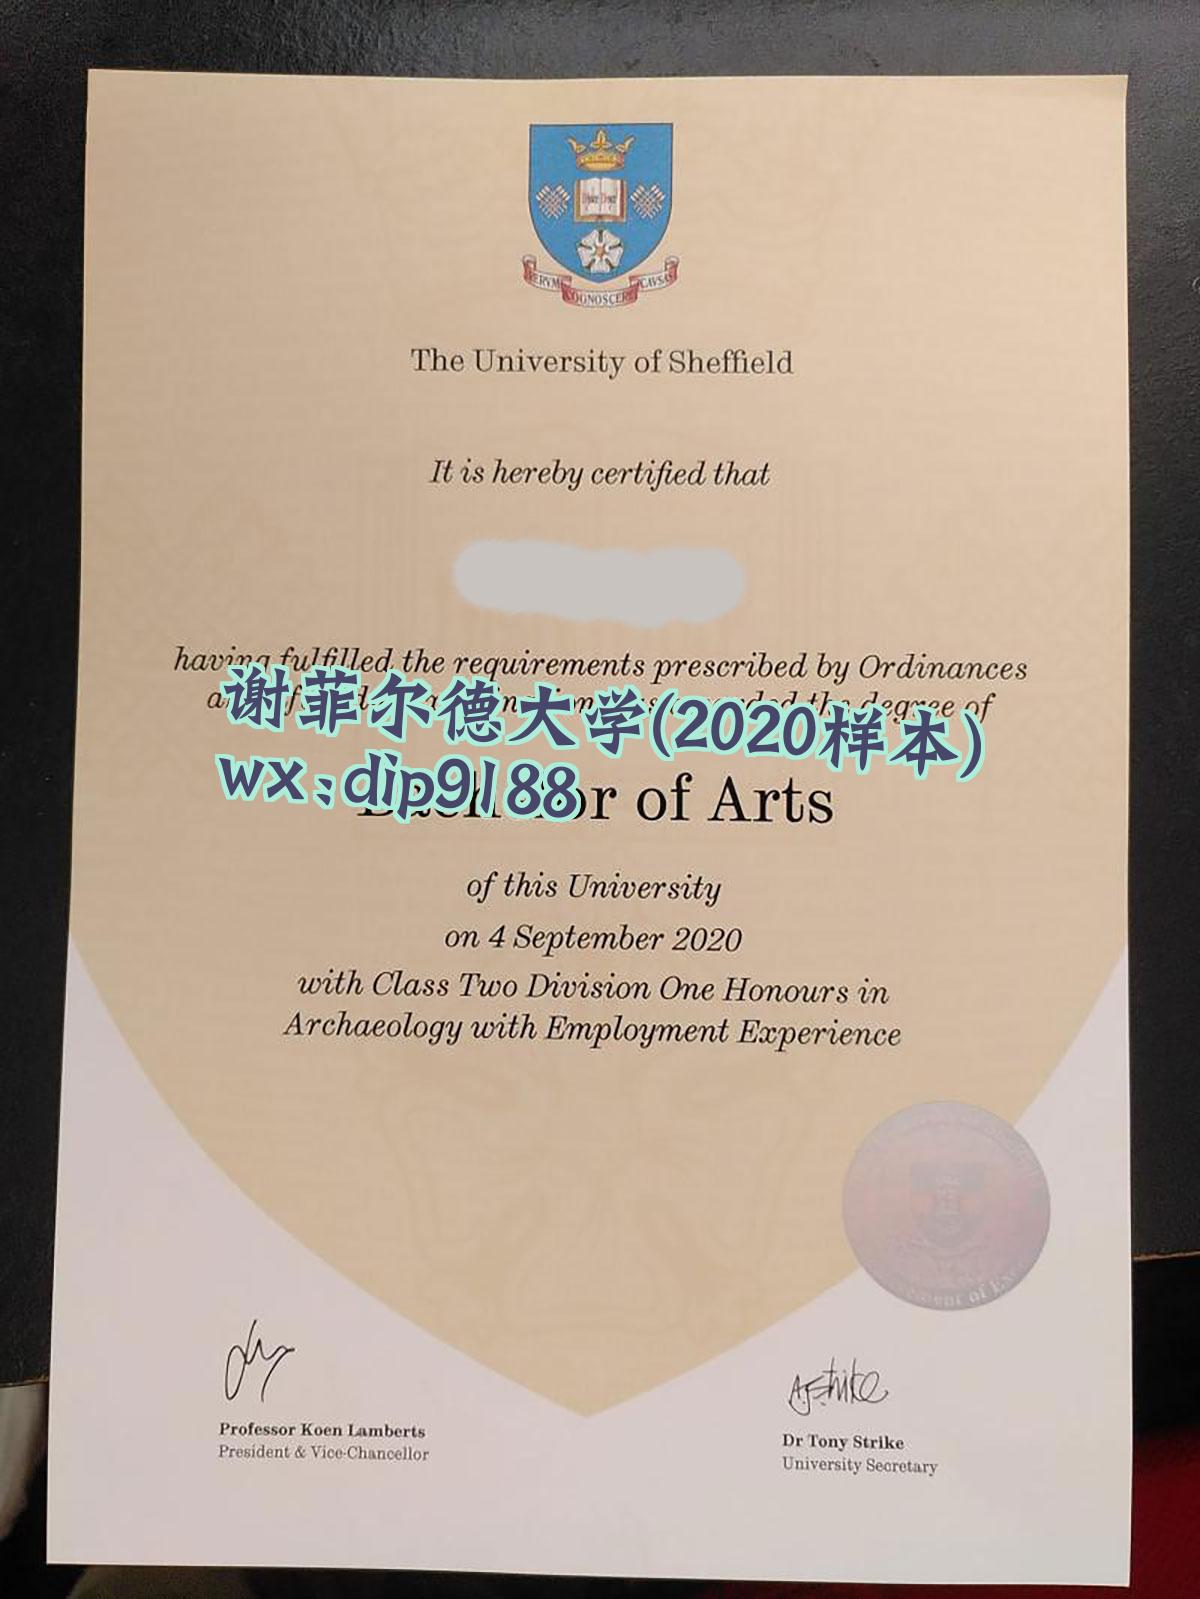 The University of Sheffield
It is hereby certified that
having fulfilled the requirements prescribed by Ordinances
the degree of
谢菲尔德大学(2020样本)
wx:dip9188
of Arts
of this University
on 4 September 2020
with Class Two Division One Honours in
Archaeology with Employment Experience
Professor Koen Lamberts
President & Vice-Chancellor
Dr Tony Strike
University Secretary